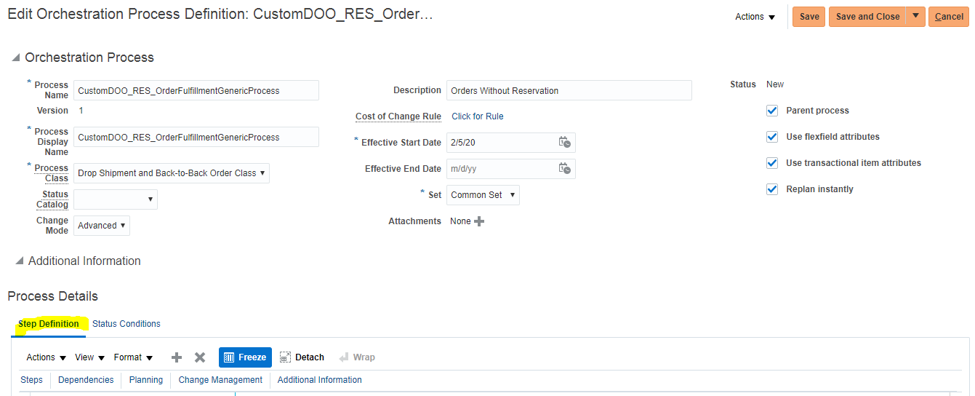 Edit Orchestration Process Definition: CustomDOO_RES_Order...
Actions Save Save and Close Cancel
Orchestration Process
* Process Name CustomDOO_RES_OrderFulfillmentGenericProcess
Version 1
* Process Display Name CustomDOO_RES_OrderFulfillmentGenericProcess
* Process Class Drop Shipment and Back-to-Back Order Class
Status Catalog
Change Mode Advanced
Description Orders Without Reservation
Cost of Change Rule Click for Rule
* Effective Start Date 2/5/20
Effective End Date m/d/yy
* Set Common Set
Attachments None
Status New
Parent process
Use flexfield attributes
Use transactional item attributes
Replan instantly
Additional Information
Process Details
Step Definition Status Conditions
Actions View Format Freeze Detach Wrap
Steps Dependencies Planning Change Management Additional Information